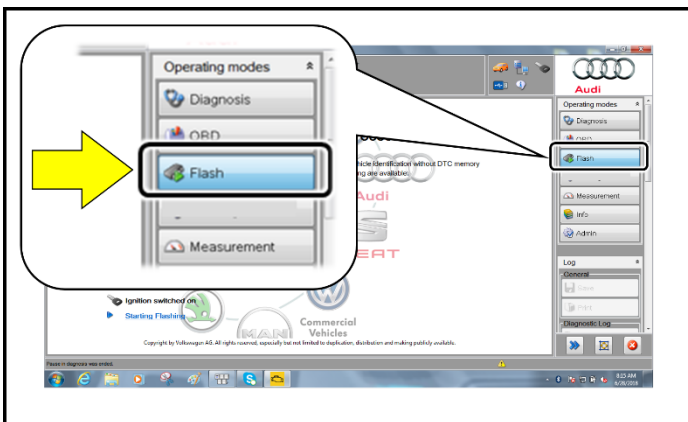 Operating modes
Diagnosis
OBD
Flash
Measurement
Audi
Operating modes
Diagnosis
OBD
Flash
Measurement
Info
Admin
Log
General
Save
Print
Diagnostic Log
hicle identification without DTC memory
ing are available:
Audi
SEAT
Ignition switched on
Starting Flashing
MAN
Commercial
Vehicles
Copyright by Volkswagen AG. All rights reserved, especially but not limited to duplication, distribution and making publicly available.
Pause in diagnosis was ended.
8:15 AM